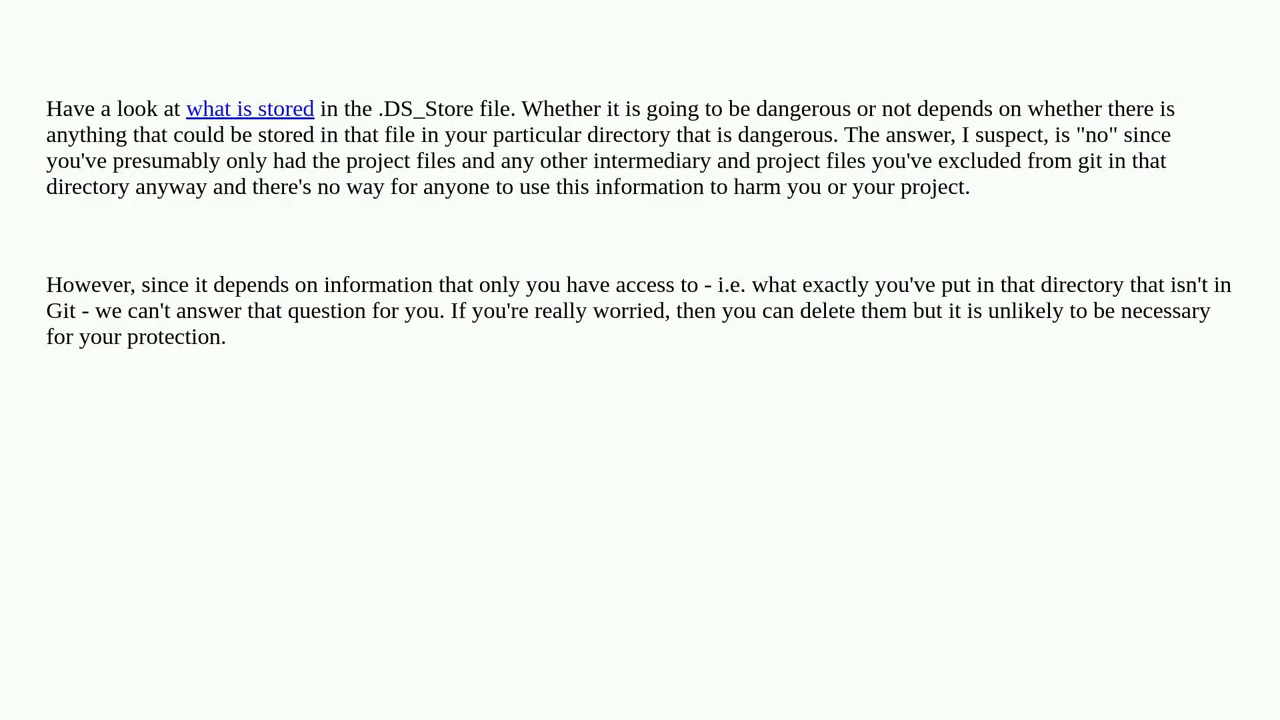 Have a look at what is stored in the .DS_Store file. Whether it is going to be dangerous or not depends on whether there is
anything that could be stored in that file in your particular directory that is dangerous. The answer, I suspect, is "no" since
you've presumably only had the project files and any other intermediary and project files you've excluded from git in that
directory anyway and there's no way for anyone to use this information to harm you or your project.
However, since it depends on information that only you have access to - i.e. what exactly you've put in that directory that isn't in
Git - we can't answer that question for you. If you're really worried, then you can delete them but it is unlikely to be necessary
for your protection.